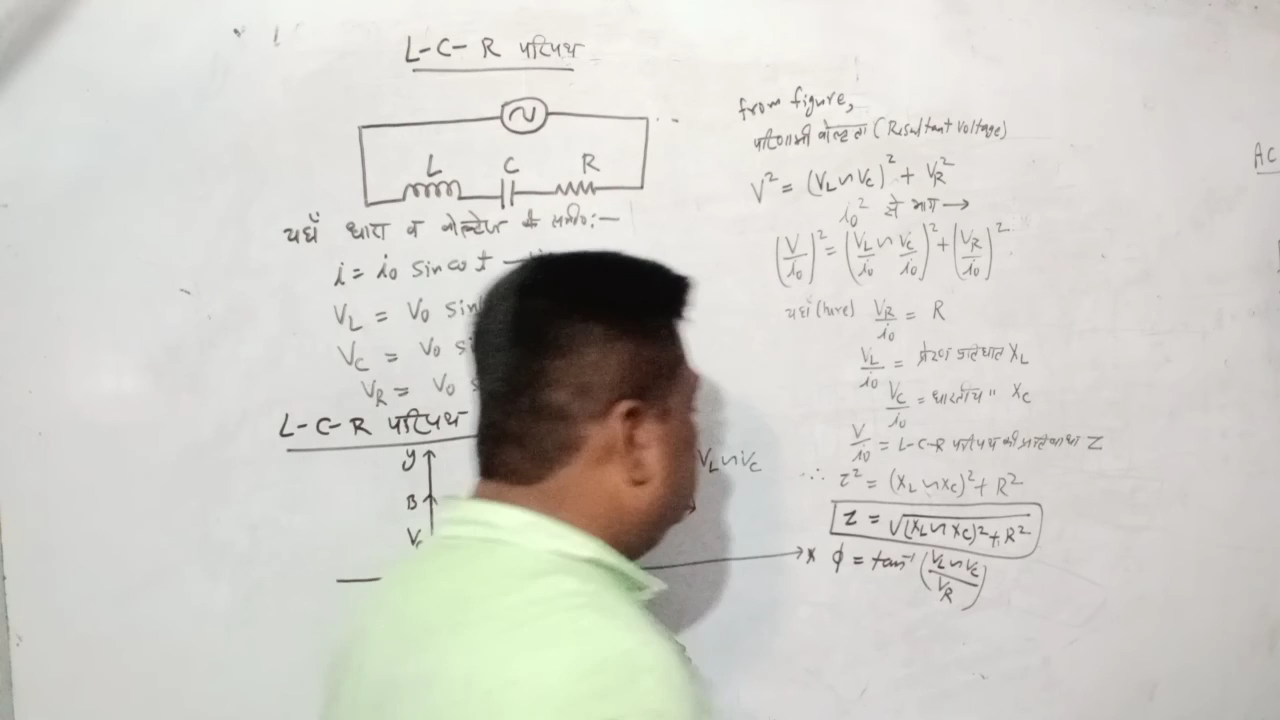 L-C-R परिपथ
L C R
यहाँ धारा व वोल्टेज के समी०:—
i = i₀ sin ωt —
V_L = V₀ sin
V_C = V₀ si
V_R = V₀ s
L-C-R परिपथ
y
B
V
V_L ∽ V_C
x
from figure,
परिणामी वोल्टता (Resultant Voltage)
V² = (V_L ∽ V_C)² + V_R²
i₀² से भाग →
(V/i₀)² = (V_L/i₀ ∽ V_C/i₀)² + (V_R/i₀)²
यहाँ (here) V_R/i₀ = R
V_L/i₀ = प्रेरण प्रतिघात X_L
V_C/i₀ = धारतीय " X_C
V/i₀ = L-C-R परिपथ की प्रतिबाधा Z
∴ Z² = (X_L ∽ X_C)² + R²
Z = √(X_L ∽ X_C)² + R²
φ = tan⁻¹ (V_L ∽ V_C / V_R)
AC